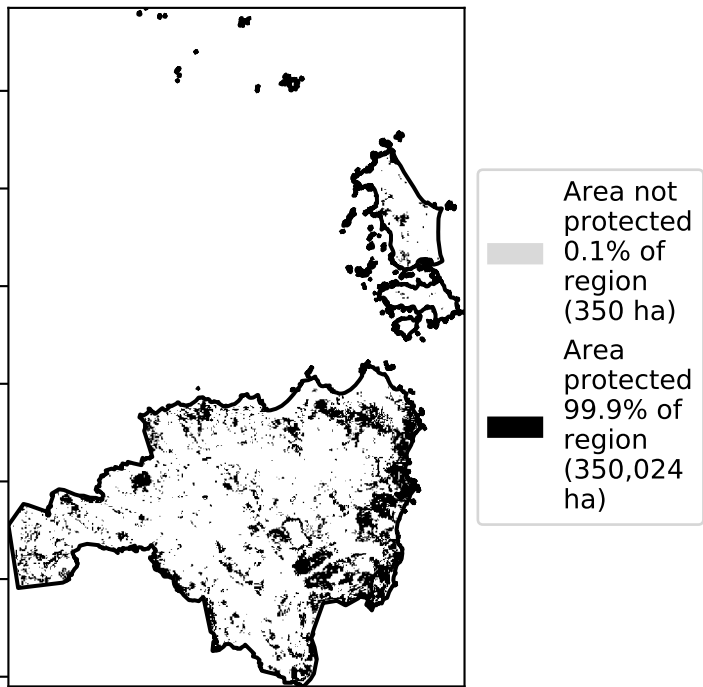 Area not
protected
0.1% of
region
(350 ha)
Area
protected
99.9% of
region
(350,024
ha)